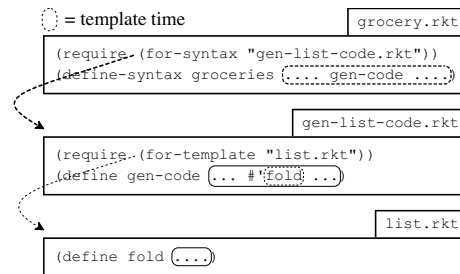 = template time
grocery.rkt
(require (for-syntax "gen-list-code.rkt"))
(define-syntax groceries (.... gen-code ....))
gen-list-code.rkt
(require (for-template "list.rkt"))
(define gen-code (... #'fold ...))
list.rkt
(define fold (....))